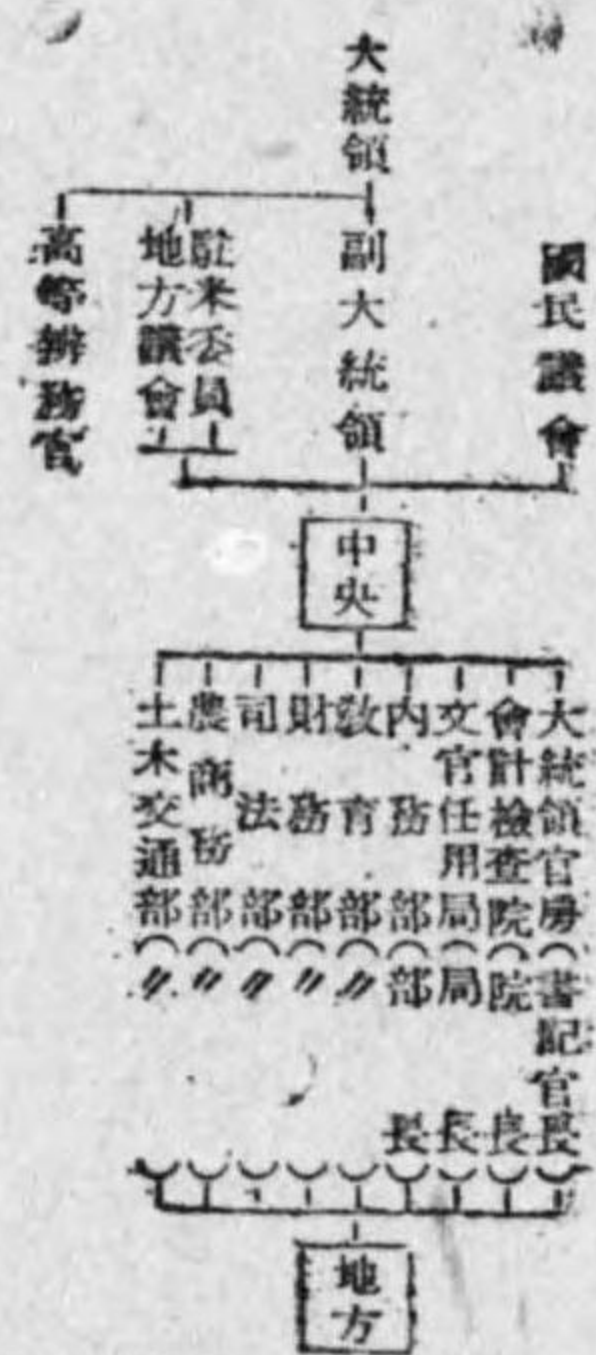 大統領
國民議會
副大統領
駐米委員
地方議會
高等辨務官
中央
大統領官房(書記官長)
會計檢查院(院長)
文官任用局(局長)
內務部(部長)
敎育部(〃)
財務部(〃)
司法部(〃)
農商務部(〃)
土木交通部(〃)
地方